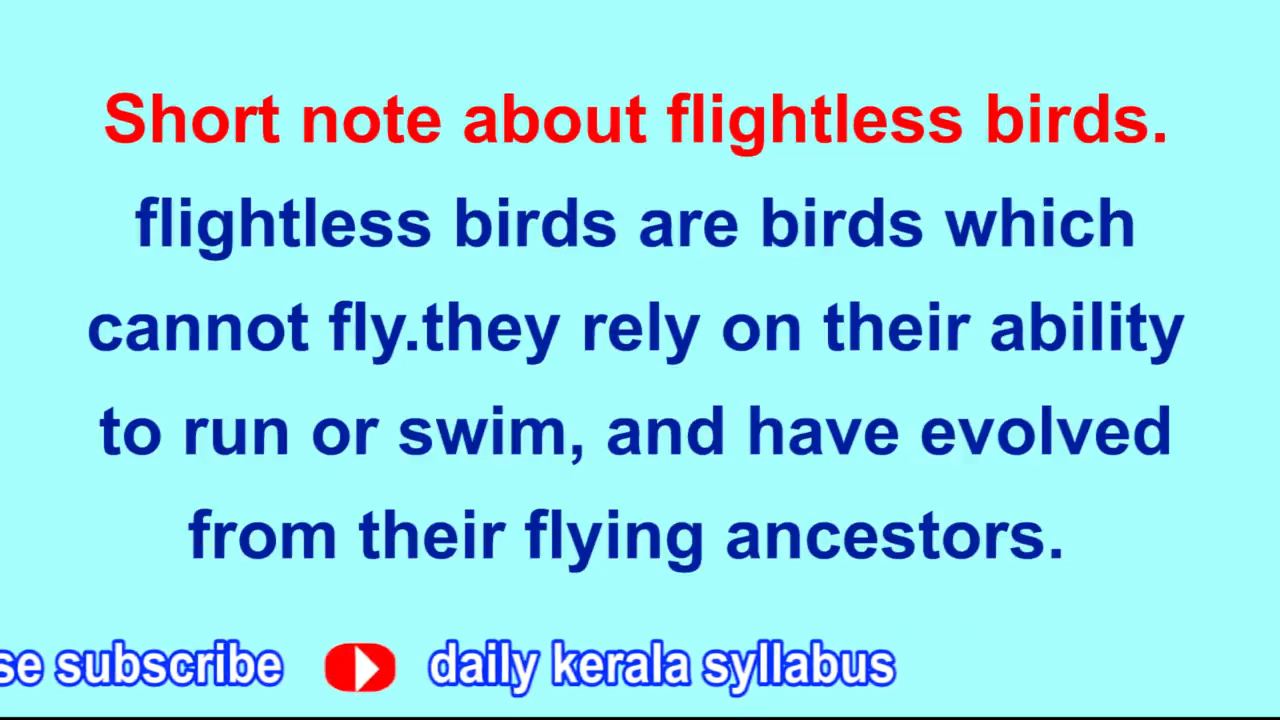 Short note about flightless birds.
flightless birds are birds which
cannot fly.they rely on their ability
to run or swim, and have evolved
from their flying ancestors.
se subscribe daily kerala syllabus